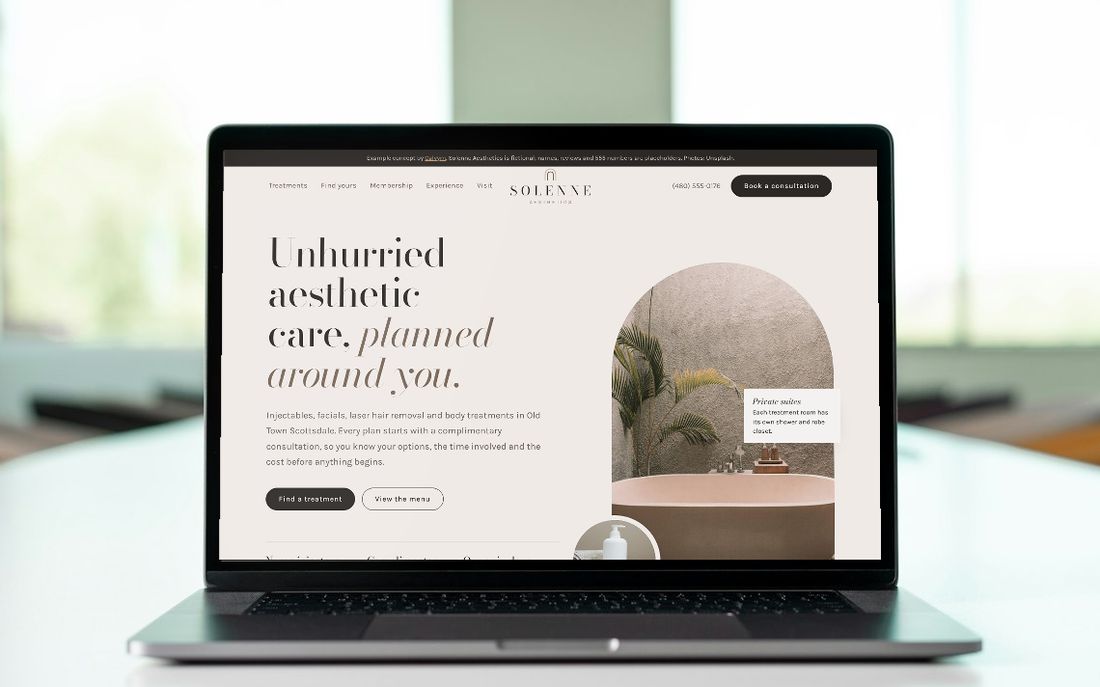 Example concept by Calvym. Solenne Aesthetics is fictional; names, reviews and 555 numbers are placeholders. Photos: Unsplash.
Treatments Find yours Membership Experience Visit
SOLENNE
(480) 555-0176
Book a consultation
Unhurried
aesthetic
care, planned
around you.
Injectables, facials, laser hair removal and body treatments in Old
Town Scottsdale. Every plan starts with a complimentary
consultation, so you know your options, the time involved and the
cost before anything begins.
Find a treatment
View the menu
Private suites
Each treatment room has
its own shower and robe
closet.